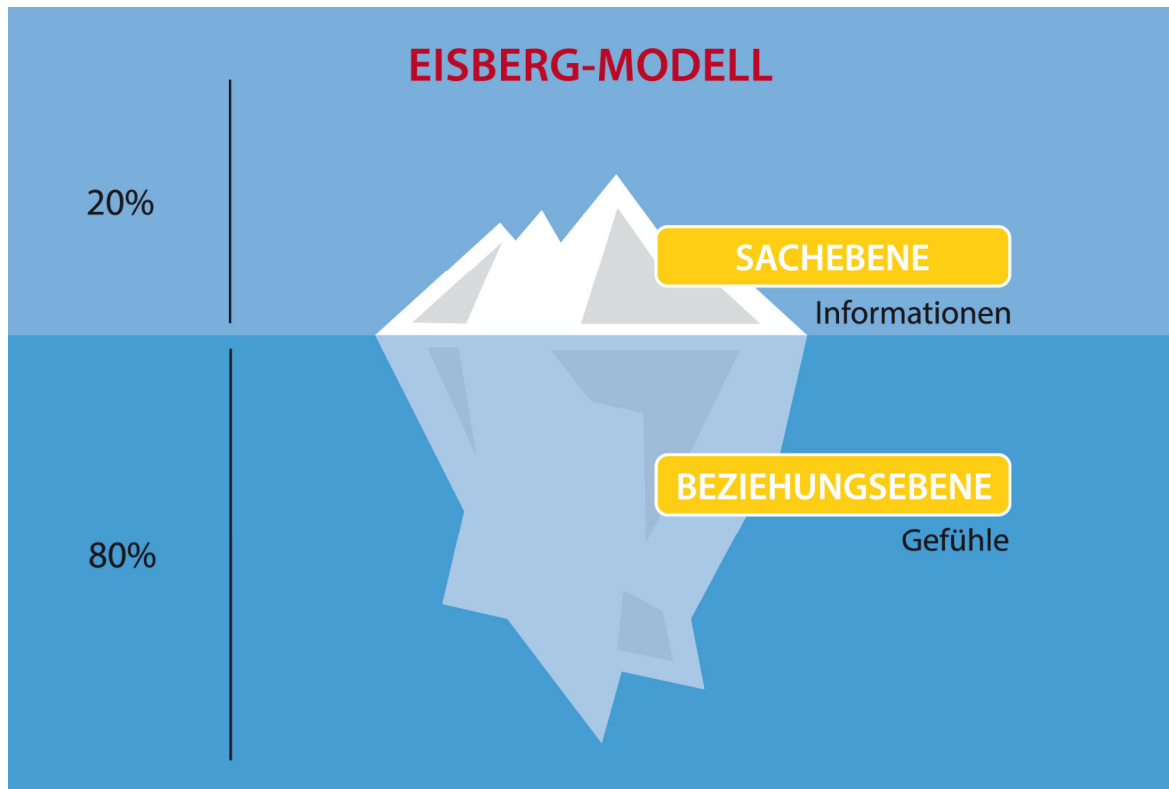 EISBERG-MODELL
20%
SACHEBENE
Informationen
BEZIEHUNGSEBENE
Gefühle
80%